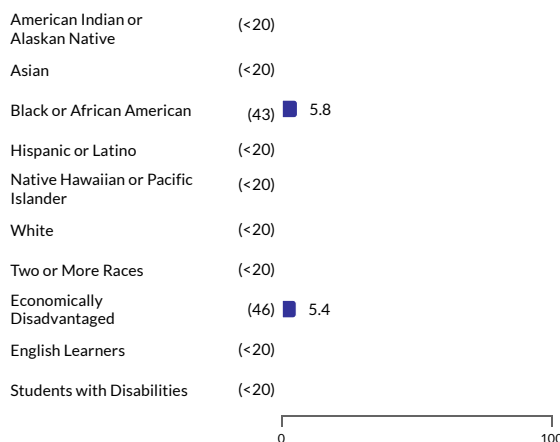 American Indian or
Alaskan Native (<20)
Asian (<20)
Black or African American (43) 5.8
Hispanic or Latino (<20)
Native Hawaiian or Pacific
Islander (<20)
White (<20)
Two or More Races (<20)
Economically
Disadvantaged (46) 5.4
English Learners (<20)
Students with Disabilities (<20)
0 100